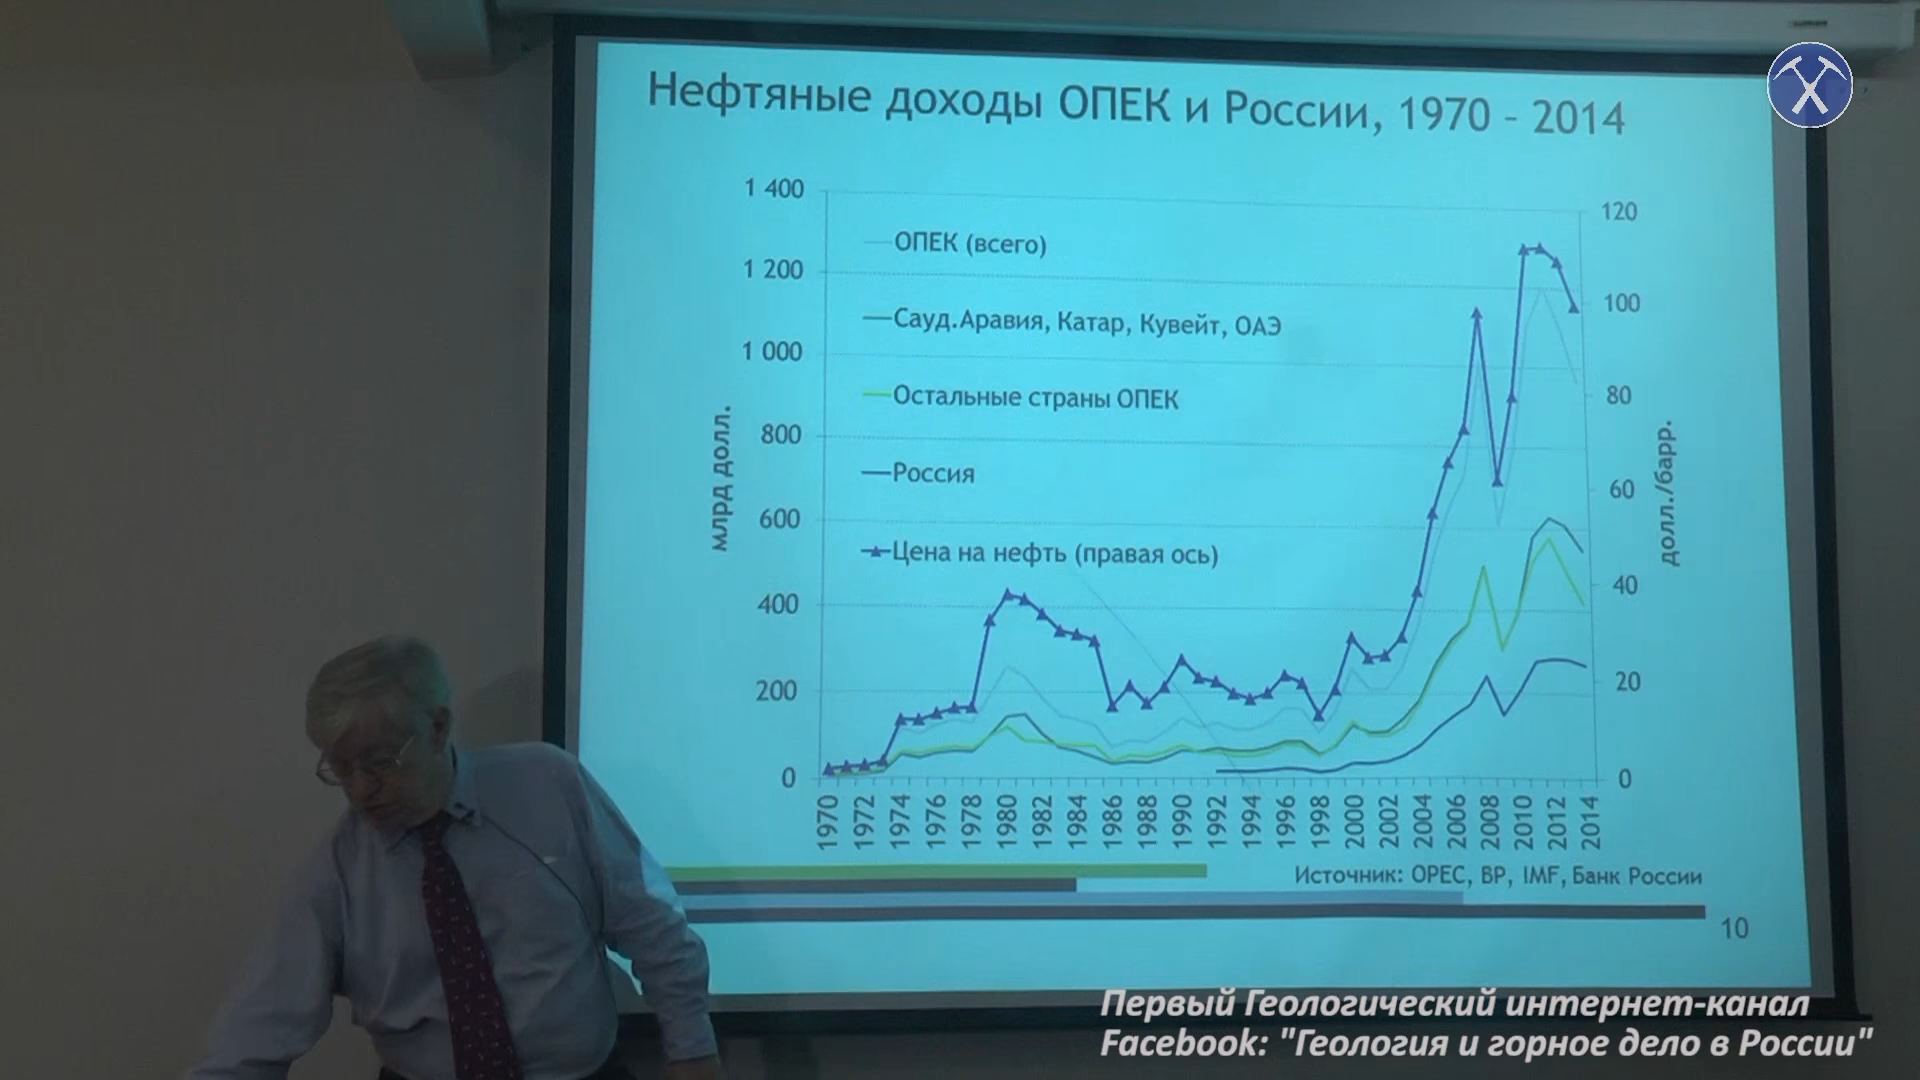 Нефтяные доходы ОПЕК и России, 1970 - 2014
1 400
1 200
1 000
800
600
400
200
0
млрд долл.
ОПЕК (всего)
Сауд.Аравия, Катар, Кувейт, ОАЭ
Остальные страны ОПЕК
Россия
Цена на нефть (правая ось)
120
100
80
60
40
20
0
долл./барр.
1970 1972 1974 1976 1978 1980 1982 1984 1986 1988 1990 1992 1994 1996 1998 2000 2002 2004 2006 2008 2010 2012 2014
Источник: OPEC, BP, IMF, Банк России
10
Первый Геологический интернет-канал
Facebook: "Геология и горное дело в России"